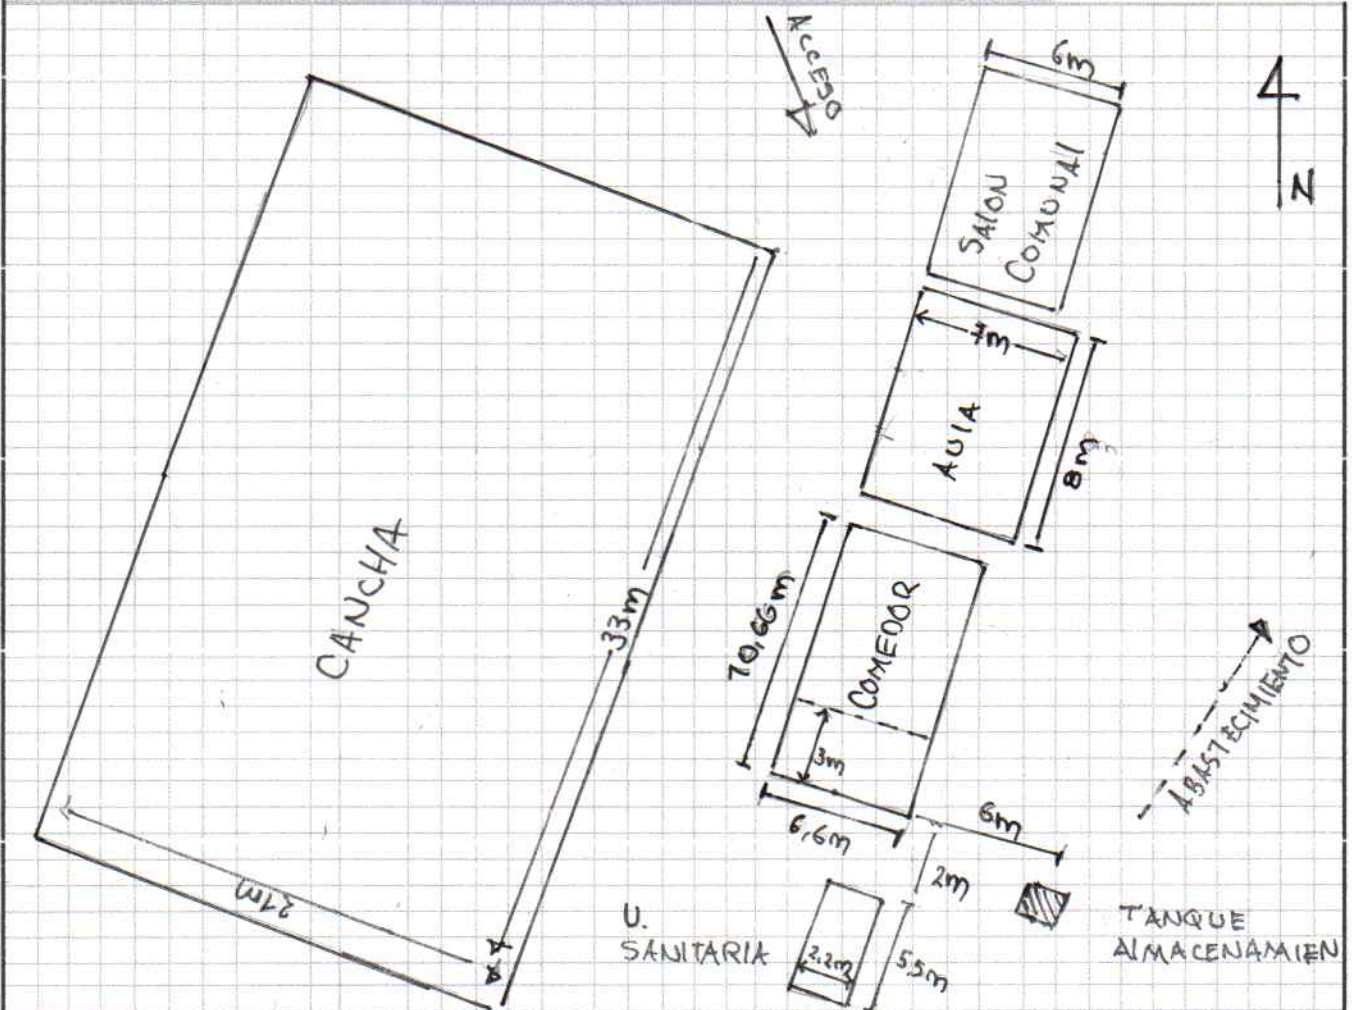 ACCESO
6m
N
SALON
COMUNAL
7m
AULA
8m
CANCHA
33m
10,66m
COMEDOR
3m
6,6m
6m
ABASTECIMIENTO
21m
2m
U.
SANITARIA
2,2m
5,5m
TANQUE
ALMACENAMIEN